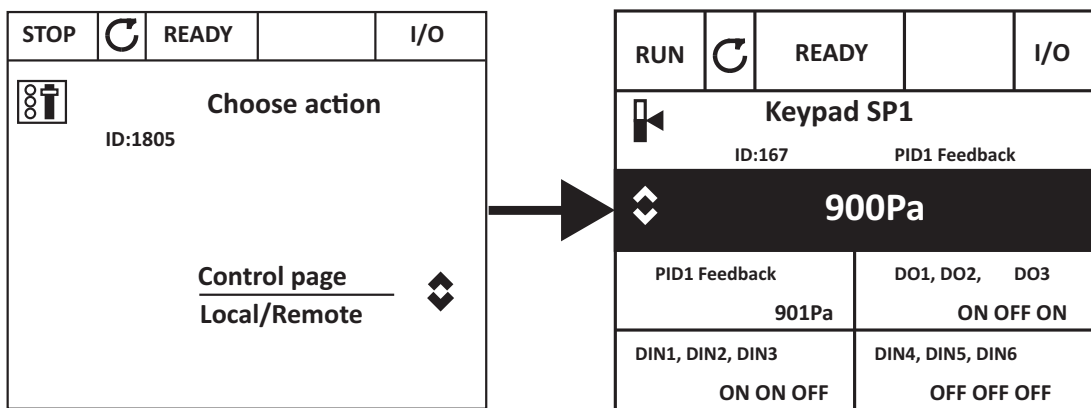 STOP READY I/O
Choose action
ID:1805
Control page
Local/Remote
RUN READY I/O
Keypad SP1
ID:167 PID1 Feedback
900Pa
PID1 Feedback DO1, DO2, DO3
901Pa ON OFF ON
DIN1, DIN2, DIN3 DIN4, DIN5, DIN6
ON ON OFF OFF OFF OFF